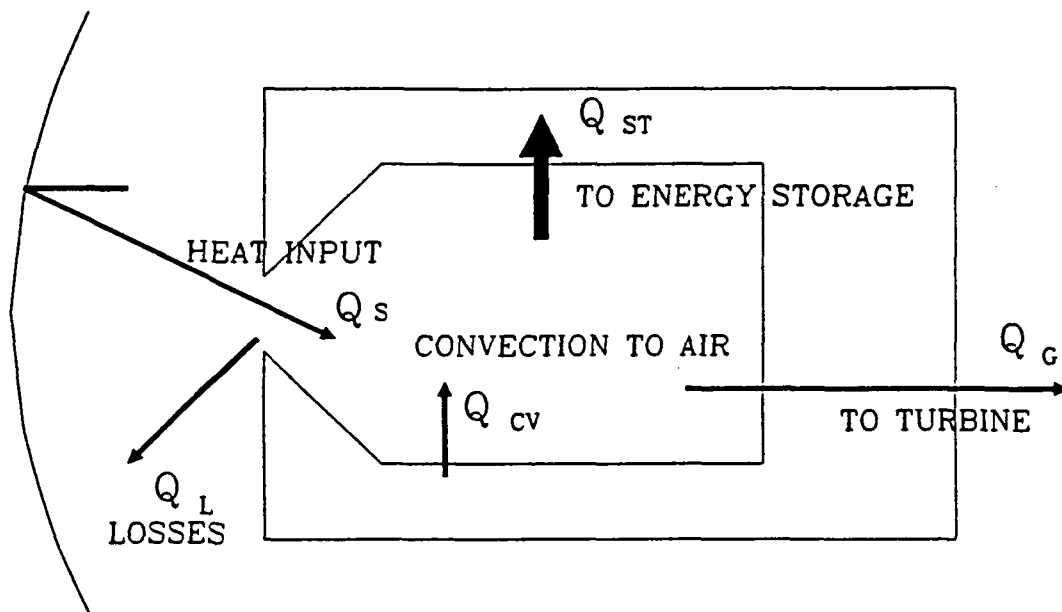 Q ST
TO ENERGY STORAGE
HEAT INPUT
Q S
CONVECTION TO AIR
Q G
Q CV
TO TURBINE
Q L
LOSSES